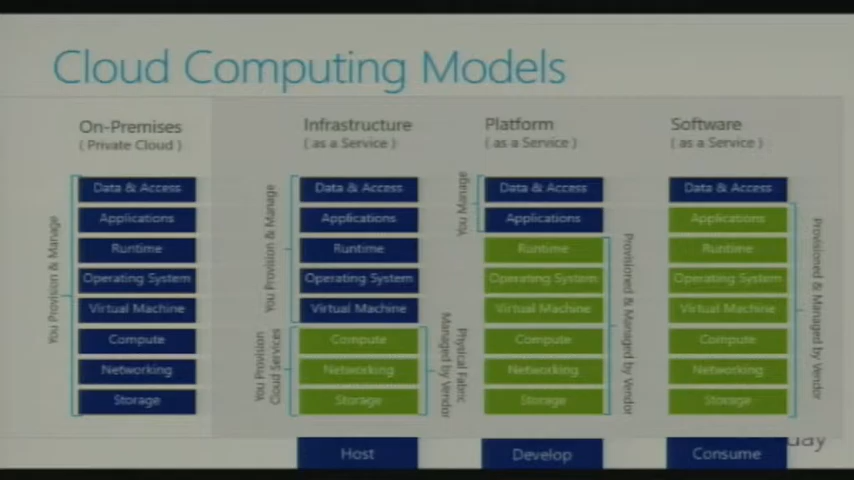 Cloud Computing Models
On-Premises
( Private Cloud )
You Provision & Manage
Data & Access
Applications
Runtime
Operating System
Virtual Machine
Compute
Networking
Storage
Infrastructure
( as a Service )
You Provision & Manage
You Provision
Cloud Services
Data & Access
Applications
Runtime
Operating System
Virtual Machine
Compute
Networking
Storage
Physical Fabric
Managed by Vendor
Host
Platform
( as a Service )
You Manage
Data & Access
Applications
Runtime
Operating System
Virtual Machine
Compute
Networking
Storage
Provisioned & Managed by Vendor
Develop
Software
( as a Service )
Data & Access
Applications
Runtime
Operating System
Virtual Machine
Compute
Networking
Storage
Provisioned & Managed by Vendor
Consume